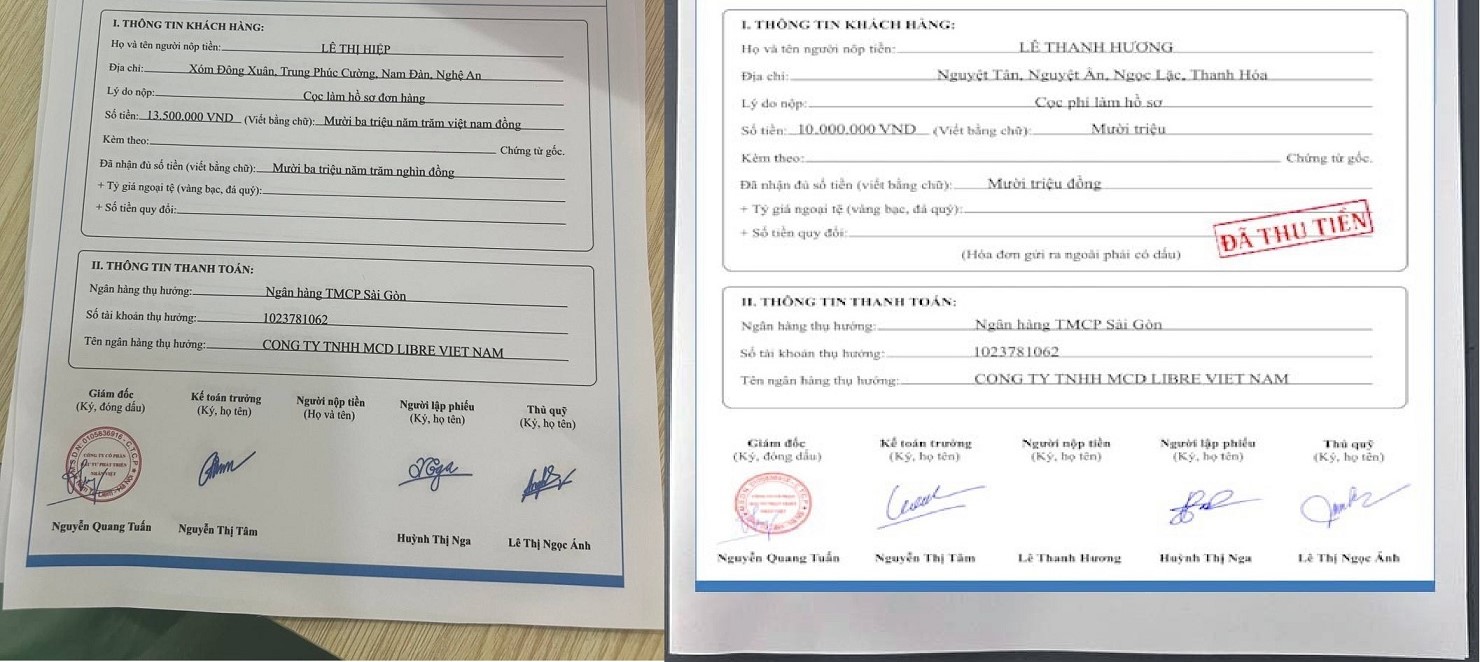 I. THÔNG TIN KHÁCH HÀNG:
Họ và tên người nộp tiền: LÊ THỊ HIỆP
Địa chỉ: Xóm Đông Xuân, Trung Phúc Cường, Nam Đàn, Nghệ An
Lý do nộp: Cọc làm hồ sơ đơn hàng
Số tiền: 13.500.000 VND (Viết bằng chữ): Mười ba triệu năm trăm việt nam đồng
Kèm theo: Chứng từ gốc.
Đã nhận đủ số tiền (viết bằng chữ): Mười ba triệu năm trăm nghìn đồng
+ Tỷ giá ngoại tệ (vàng bạc, đá quý):
+ Số tiền quy đổi:
II. THÔNG TIN THANH TOÁN:
Ngân hàng thụ hưởng: Ngân hàng TMCP Sài Gòn
Số tài khoản thụ hưởng: 1023781062
Tên ngân hàng thụ hưởng: CONG TY TNHH MCD LIBRE VIET NAM
Giám đốc Kế toán trưởng Người nộp tiền Người lập phiếu Thủ quỹ
(Ký, đóng dấu) (Ký, họ tên) (Họ và tên) (Ký, họ tên) (Ký, họ tên)
M.S.D.N: 0105636916 - C.T.C.P
CÔNG TY CỔ PHẦN
ĐẦU TƯ PHÁT TRIỂN
NHÂN VIỆT
Nga
Nguyễn Quang Tuấn Nguyễn Thị Tâm Huỳnh Thị Nga Lê Thị Ngọc Ánh
I. THÔNG TIN KHÁCH HÀNG:
Họ và tên người nộp tiền: LÊ THANH HƯƠNG
Địa chỉ: Nguyệt Tân, Nguyệt Ấn, Ngọc Lặc, Thanh Hóa
Lý do nộp: Cọc phí làm hồ sơ
Số tiền: 10.000.000 VND (Viết bằng chữ): Mười triệu
Kèm theo: Chứng từ gốc.
Đã nhận đủ số tiền (viết bằng chữ): Mười triệu đồng
+ Tỷ giá ngoại tệ (vàng bạc, đá quý):
+ Số tiền quy đổi:
ĐÃ THU TIỀN
(Hóa đơn gửi ra ngoài phải có dấu)
II. THÔNG TIN THANH TOÁN:
Ngân hàng thụ hưởng: Ngân hàng TMCP Sài Gòn
Số tài khoản thụ hưởng: 1023781062
Tên ngân hàng thụ hưởng: CONG TY TNHH MCD LIBRE VIET NAM
Giám đốc Kế toán trưởng Người nộp tiền Người lập phiếu Thủ quỹ
(Ký, đóng dấu) (Ký, họ tên) (Ký, họ tên) (Ký, họ tên) (Ký, họ tên)
Nguyễn Quang Tuấn Nguyễn Thị Tâm Lê Thanh Hương Huỳnh Thị Nga Lê Thị Ngọc Ánh